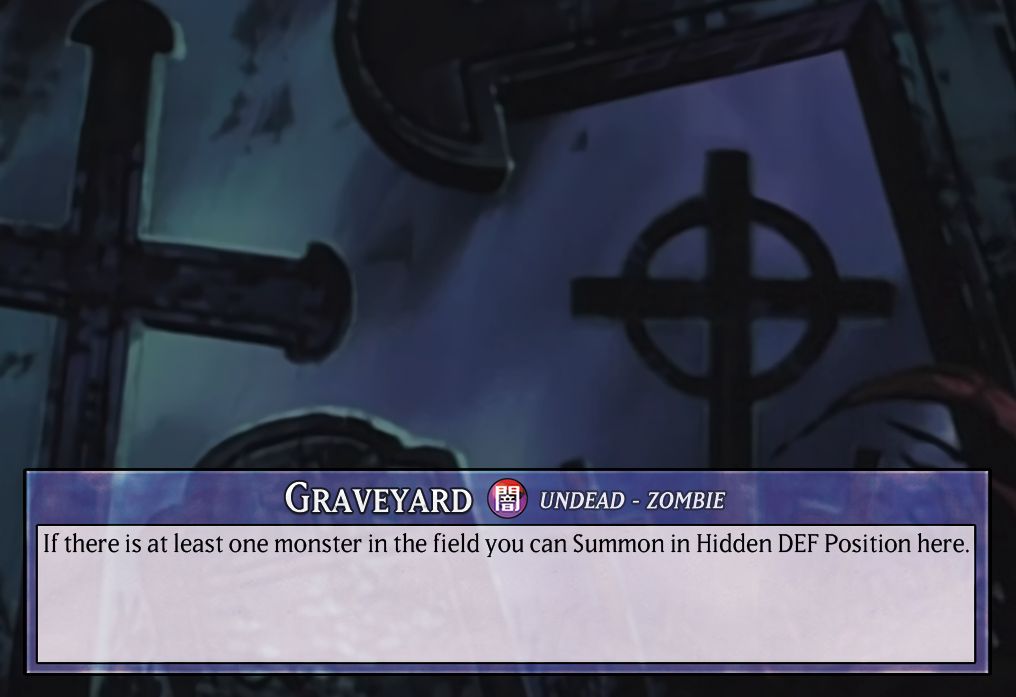 GRAVEYARD 闇 UNDEAD - ZOMBIE
If there is at least one monster in the field you can Summon in Hidden DEF Position here.